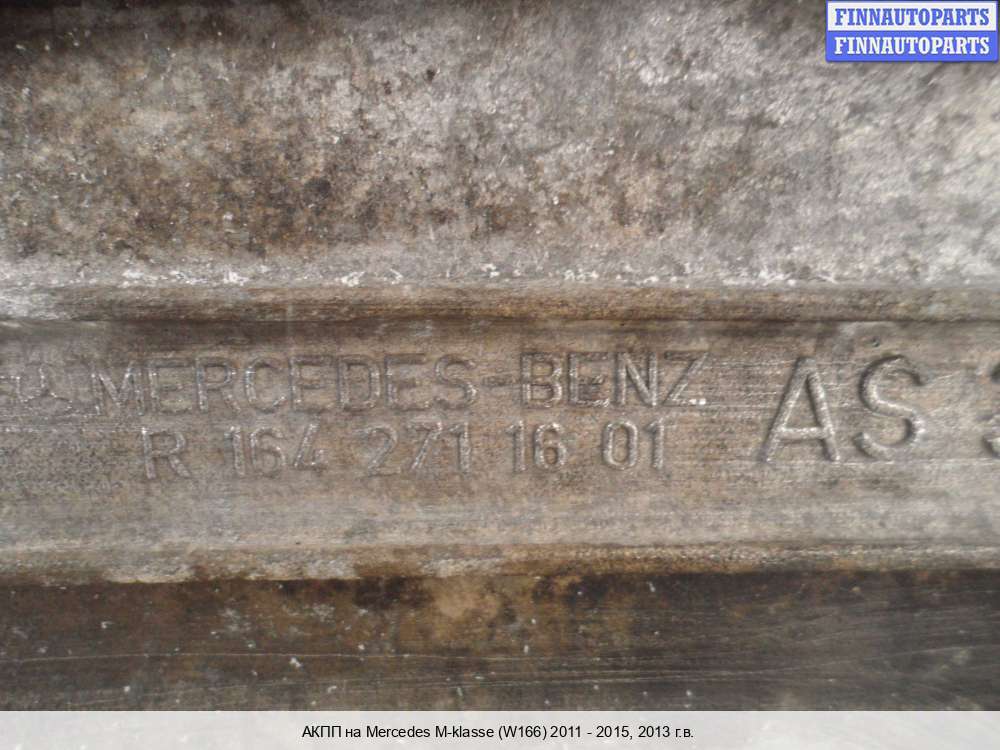 FINNAUTOPARTS
FINNAUTOPARTS
MERCEDES-BENZ
R 164 271 16 01
AS
АКПП на Mercedes M-klasse (W166) 2011 - 2015, 2013 г.в.